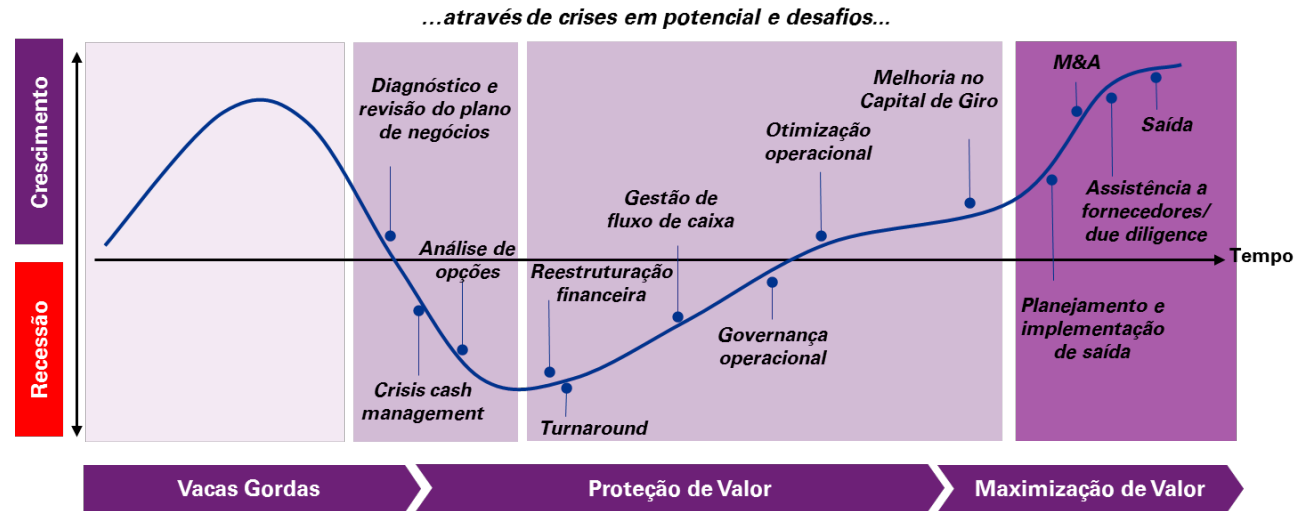 ...através de crises em potencial e desafios...
Crescimento
Recessão
Diagnóstico e
revisão do plano
de negócios
Análise de
opções
Crisis cash
management
Reestruturação
financeira
Turnaround
Gestão de
fluxo de caixa
Governança
operacional
Otimização
operacional
Melhoria no
Capital de Giro
M&A
Saída
Assistência a
fornecedores/
due diligence
Planejamento e
implementação
de saída
Tempo
Vacas Gordas
Proteção de Valor
Maximização de Valor